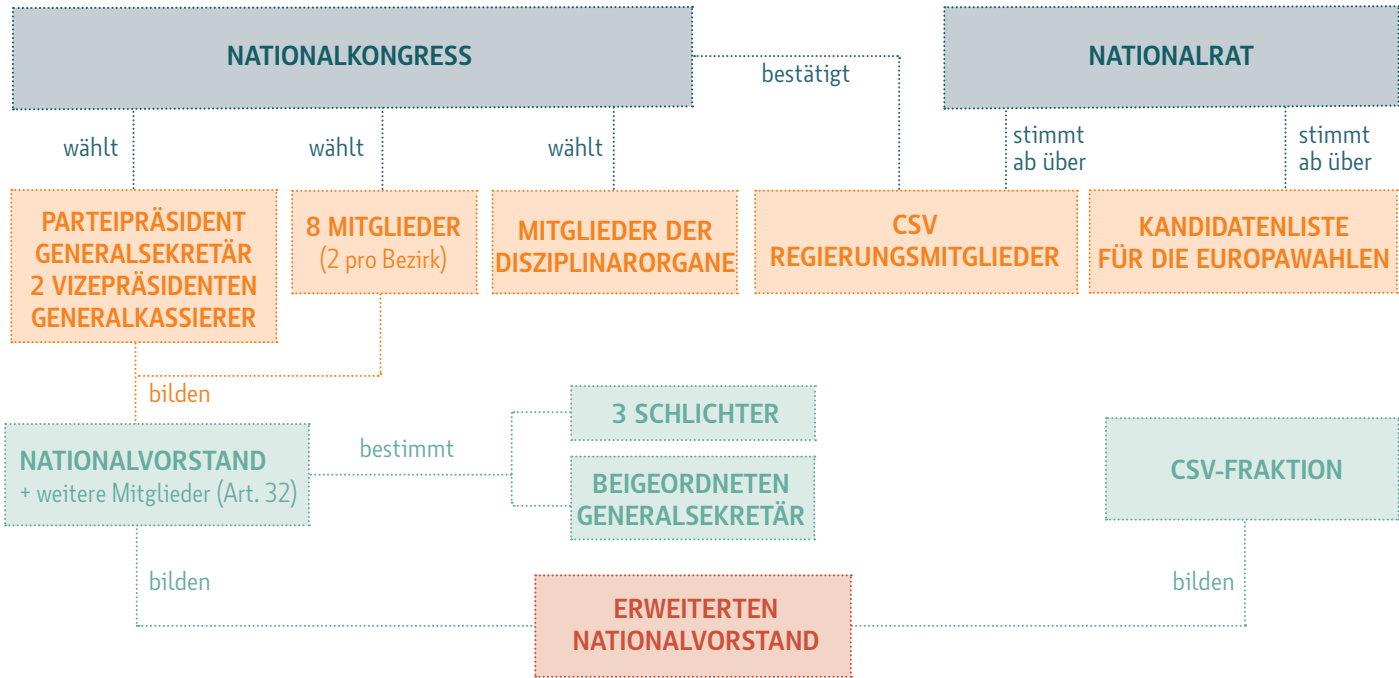 NATIONALKONGRESS
bestätigt
NATIONALRAT
wählt
wählt
wählt
stimmt
ab über
stimmt
ab über
PARTEIPRÄSIDENT
GENERALSEKRETÄR
2 VIZEPRÄSIDENTEN
GENERALKASSIERER
8 MITGLIEDER
(2 pro Bezirk)
MITGLIEDER DER
DISZIPLINARORGANE
CSV
REGIERUNGSMITGLIEDER
KANDIDATENLISTE
FÜR DIE EUROPAWAHLEN
bilden
NATIONALVORSTAND
+ weitere Mitglieder (Art. 32)
bestimmt
3 SCHLICHTER
BEIGEORDNETEN
GENERALSEKRETÄR
CSV-FRAKTION
bilden
bilden
ERWEITERTEN
NATIONALVORSTAND